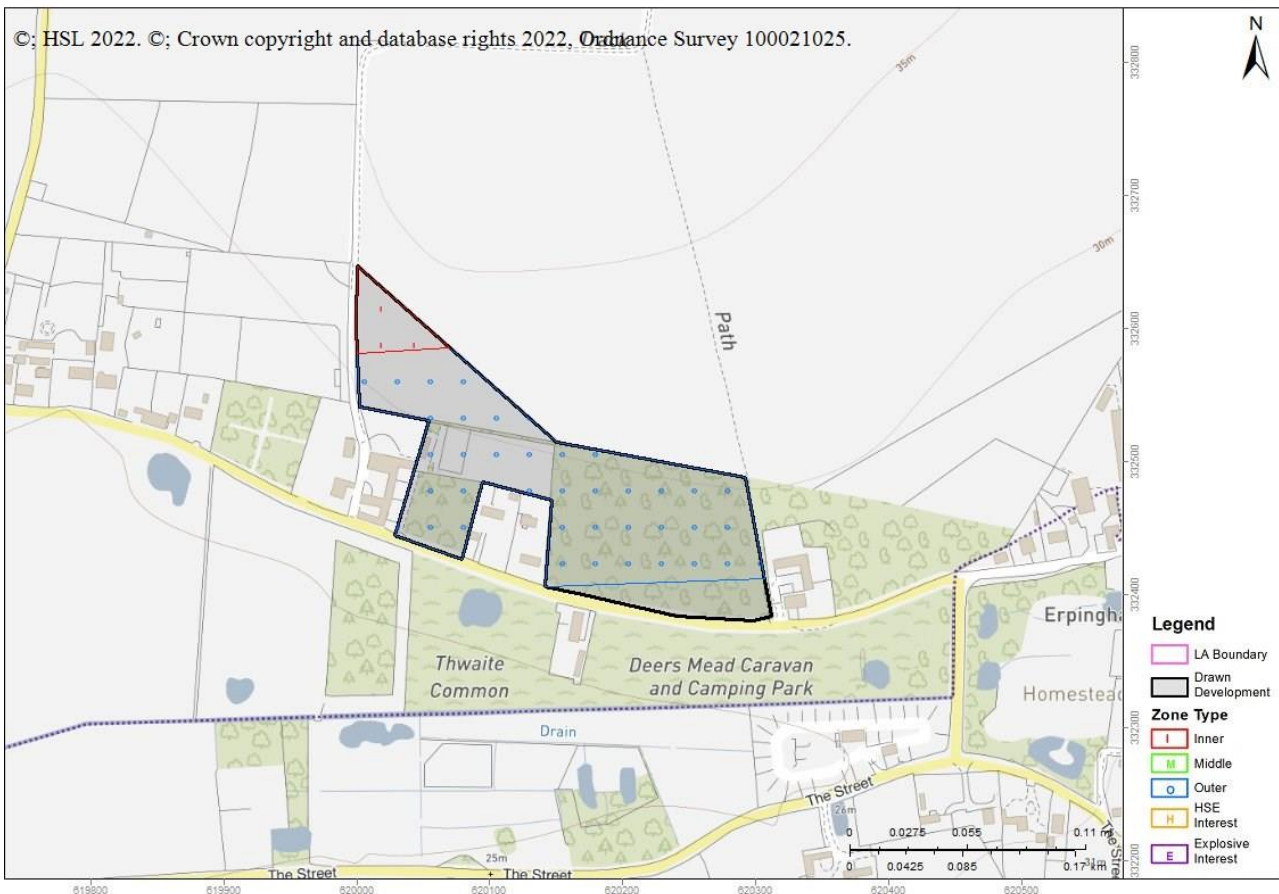 ©; HSL 2022. ©; Crown copyright and database rights 2022, Ordnance Survey 100021025.
N
35m
30m
Path
Thwaite
Common
Deers Mead Caravan
and Camping Park
Drain
The Street
26m
25m
The Street
The Street
The Street
31m
Homestead
0 0.0275 0.055 0.11
0 0.0425 0.085 0.17 km
332800
332700
332600
332500
332400
332300
332200
619800 619900 620000 620100 620200 620300 620400 620500
Legend
LA Boundary
Drawn
Development
Zone Type
I Inner
M Middle
O Outer
H HSE
Interest
E Explosive
Interest